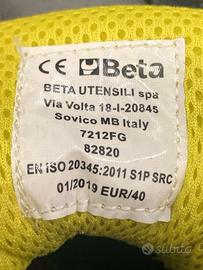 CE Beta
BETA UTENSILI spa
Via Volta 18-I-20845
Sovico MB Italy
7212FG
82820
EN ISO 20345:2011 S1P SRC
01/2019 EUR/40
subito